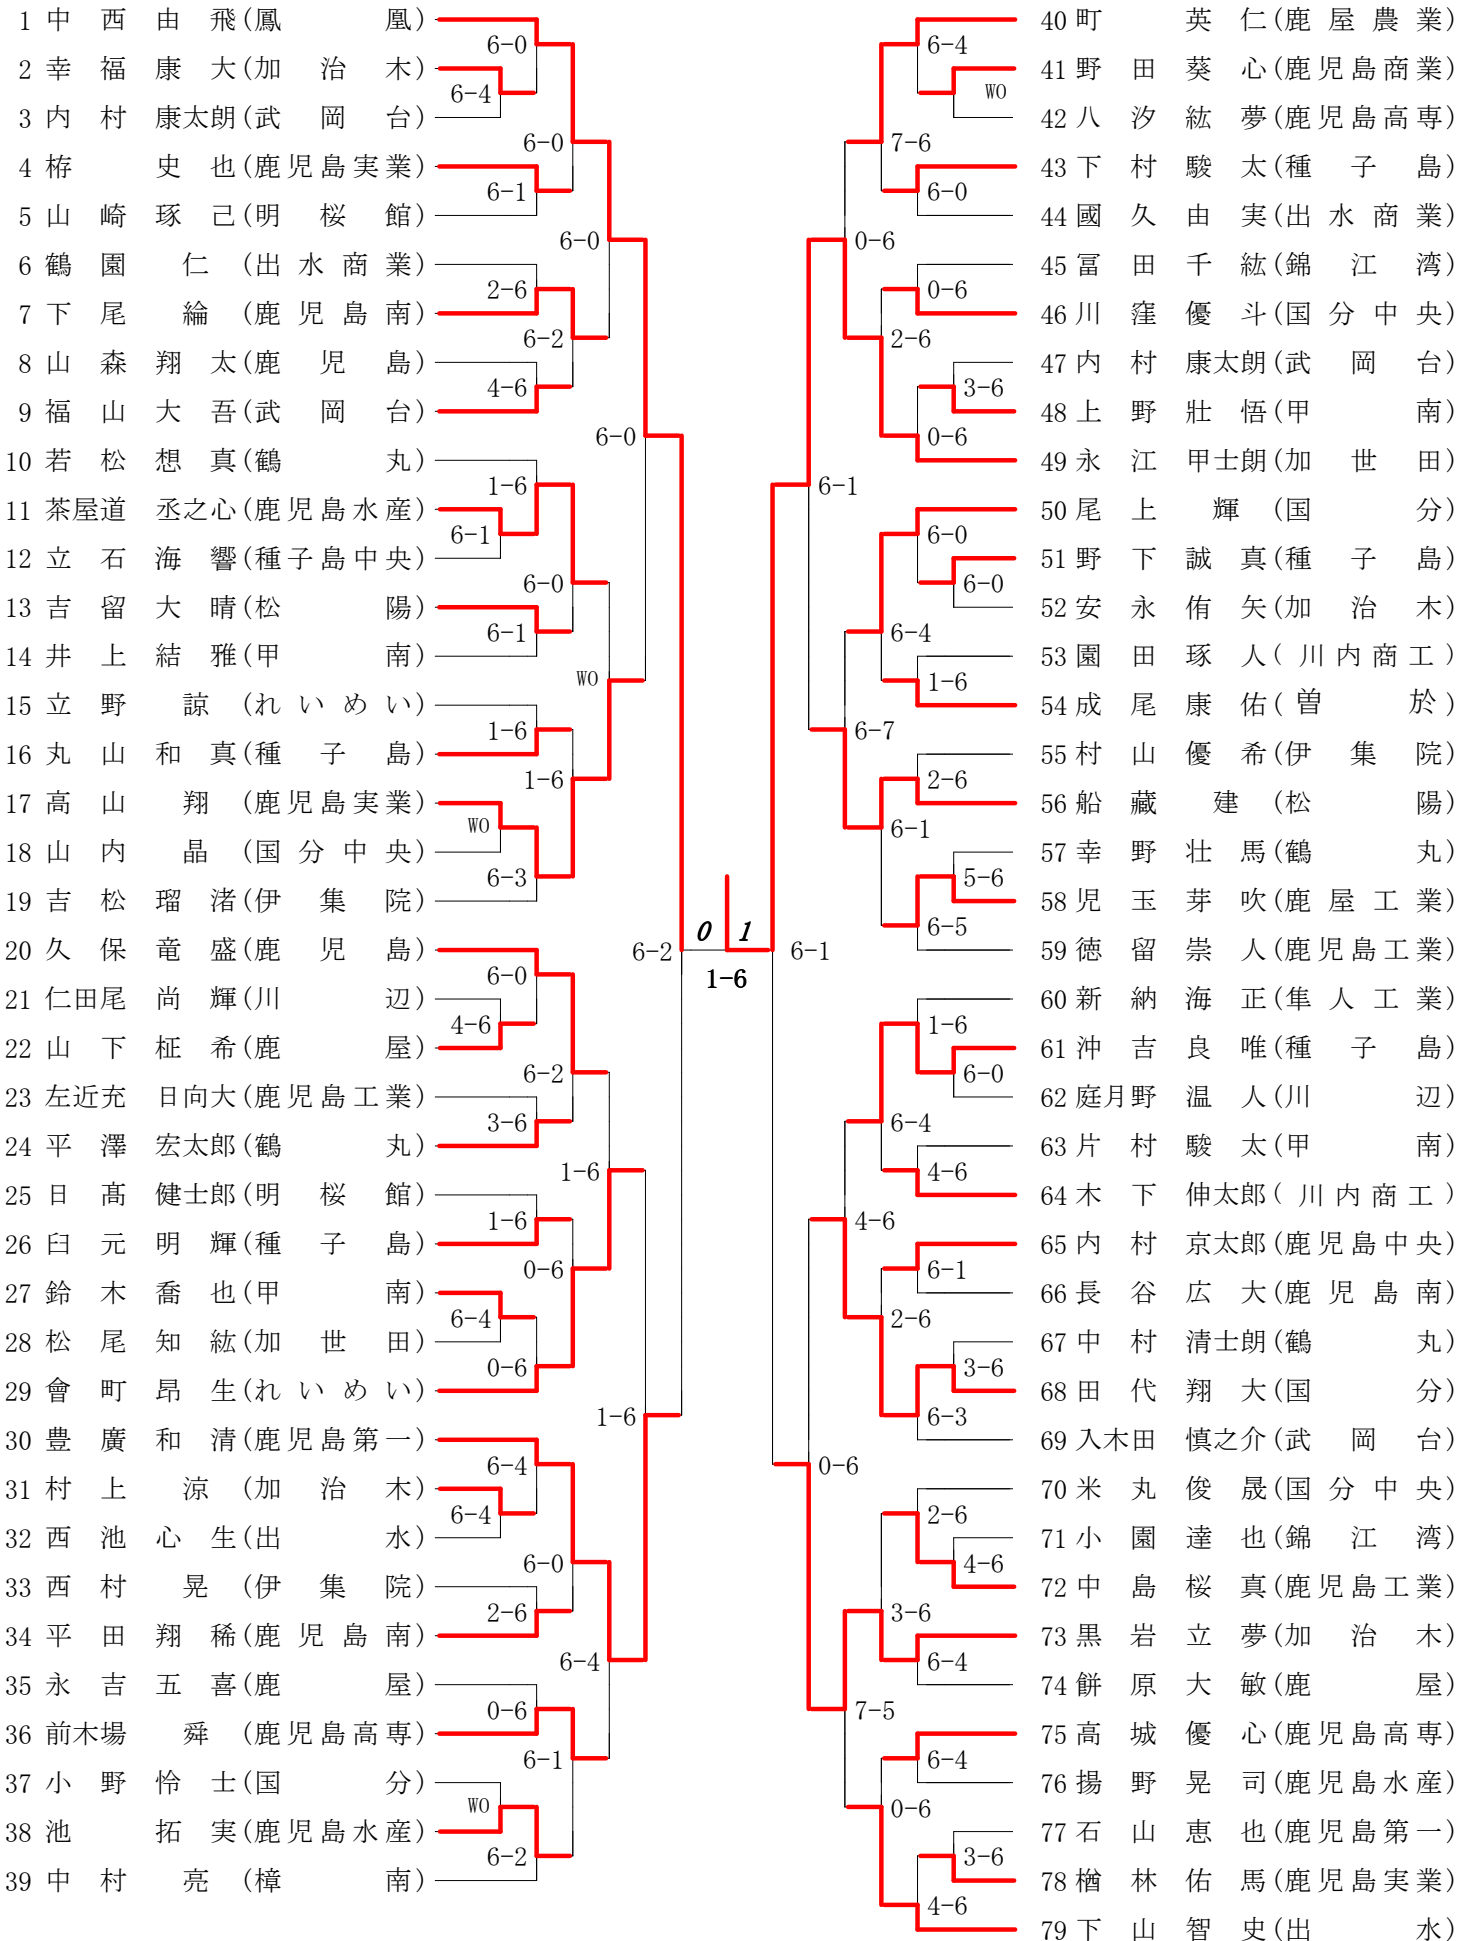 1 中西由飛(鳳凰)
6-0
2 幸福康大(加治木)
6-4
3 内村康太朗(武岡台)
6-0
4 栫史也(鹿児島実業)
6-1
5 山崎琢己(明桜館)
6-0
6 鶴園仁(出水商業)
2-6
7 下尾綸(鹿児島南)
6-2
8 山森翔太(鹿児島)
4-6
9 福山大吾(武岡台)
6-0
10 若松想真(鶴丸)
1-6
11 茶屋道丞之心(鹿児島水産)
6-1
12 立石海響(種子島中央)
6-0
13 吉留大晴(松陽)
6-1
14 井上結雅(甲南)
WO
15 立野諒(れいめい)
1-6
16 丸山和真(種子島)
1-6
17 高山翔(鹿児島実業)
WO
18 山内晶(国分中央)
6-3
19 吉松瑠渚(伊集院)
20 久保竜盛(鹿児島)
6-2
6-0
21 仁田尾尚輝(川辺)
4-6
22 山下柾希(鹿屋)
6-2
23 左近充日向大(鹿児島工業)
3-6
24 平澤宏太郎(鶴丸)
1-6
25 日髙健士郎(明桜館)
1-6
26 臼元明輝(種子島)
0-6
27 鈴木喬也(甲南)
6-4
28 松尾知紘(加世田)
0-6
29 會町昂生(れいめい)
1-6
30 豊廣和清(鹿児島第一)
6-4
31 村上涼(加治木)
6-4
32 西池心生(出水)
6-0
33 西村晃(伊集院)
2-6
34 平田翔稀(鹿児島南)
6-4
35 永吉五喜(鹿屋)
0-6
36 前木場舜(鹿児島高専)
6-1
37 小野怜士(国分)
WO
38 池拓実(鹿児島水産)
6-2
39 中村亮(樟南)
0 1
1-6
40 町英仁(鹿屋農業)
6-4
41 野田葵心(鹿児島商業)
WO
42 八汐紘夢(鹿児島高専)
7-6
43 下村駿太(種子島)
6-0
44 國久由実(出水商業)
0-6
45 冨田千紘(錦江湾)
0-6
46 川窪優斗(国分中央)
2-6
47 内村康太朗(武岡台)
3-6
48 上野壯悟(甲南)
0-6
49 永江甲士朗(加世田)
6-1
50 尾上輝(国分)
6-0
51 野下誠真(種子島)
6-0
52 安永侑矢(加治木)
6-4
53 園田琢人(川内商工)
1-6
54 成尾康佑(曽於)
6-7
55 村山優希(伊集院)
2-6
56 船藏建(松陽)
6-1
57 幸野壮馬(鶴丸)
5-6
58 児玉芽吹(鹿屋工業)
6-5
59 徳留崇人(鹿児島工業)
6-1
60 新納海正(隼人工業)
1-6
61 沖吉良唯(種子島)
6-0
62 庭月野温人(川辺)
6-4
63 片村駿太(甲南)
4-6
64 木下伸太郎(川内商工)
4-6
65 内村京太郎(鹿児島中央)
6-1
66 長谷広大(鹿児島南)
2-6
67 中村清士朗(鶴丸)
3-6
68 田代翔大(国分)
6-3
69 入木田慎之介(武岡台)
0-6
70 米丸俊晟(国分中央)
2-6
71 小園達也(錦江湾)
4-6
72 中島桜真(鹿児島工業)
3-6
73 黒岩立夢(加治木)
6-4
74 餅原大敏(鹿屋)
7-5
75 高城優心(鹿児島高専)
6-4
76 揚野晃司(鹿児島水産)
0-6
77 石山恵也(鹿児島第一)
3-6
78 楢林佑馬(鹿児島実業)
4-6
79 下山智史(出水)